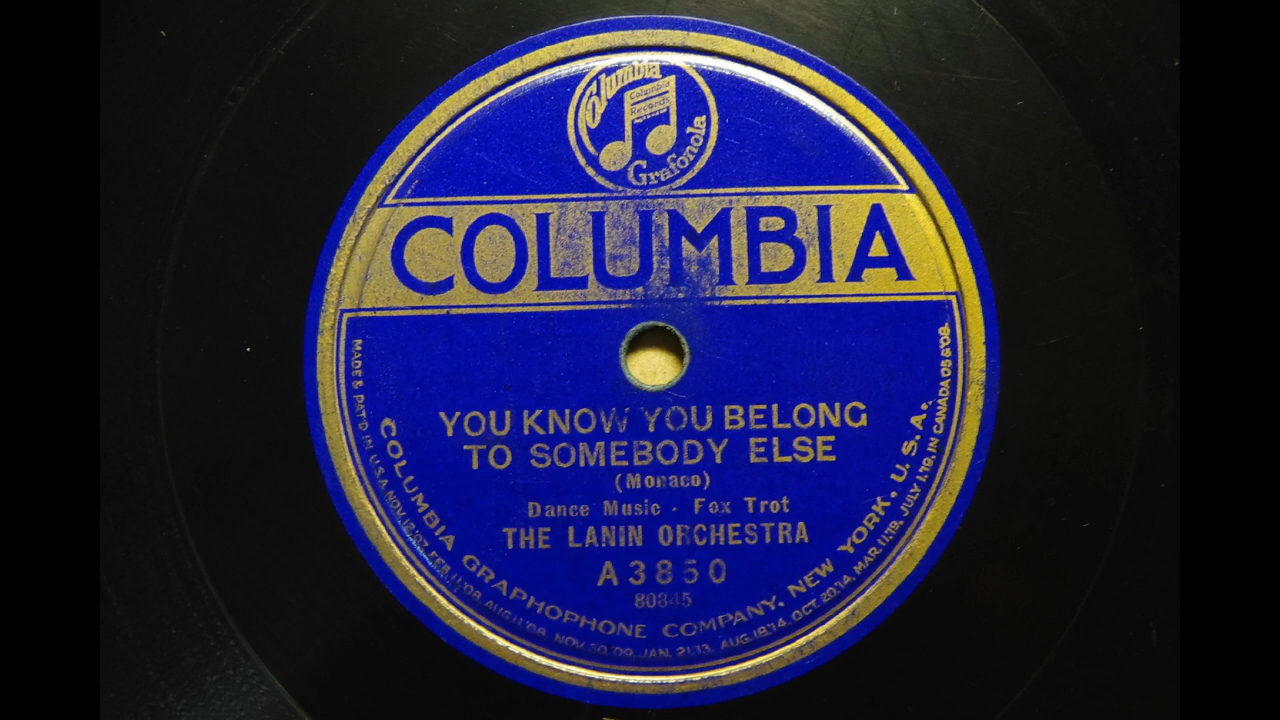 Columbia
Columbia
Records
Grafonola
COLUMBIA
YOU KNOW YOU BELONG
TO SOMEBODY ELSE
(Monaco)
Dance Music - Fox Trot
THE LANIN ORCHESTRA
A3850
80845
COLUMBIA GRAPHOPHONE COMPANY. NEW YORK. U.S.A.
MADE & PAT'D IN U.S.A. NOV. 12.'07, FEB. 11.'08, AUG. 11.'08, NOV. 30.'09, JAN. 21.13, AUG. 18.14, OCT. 20.14, MAR. 11.19, JULY 1.19. IN CANADA 05 & '08.